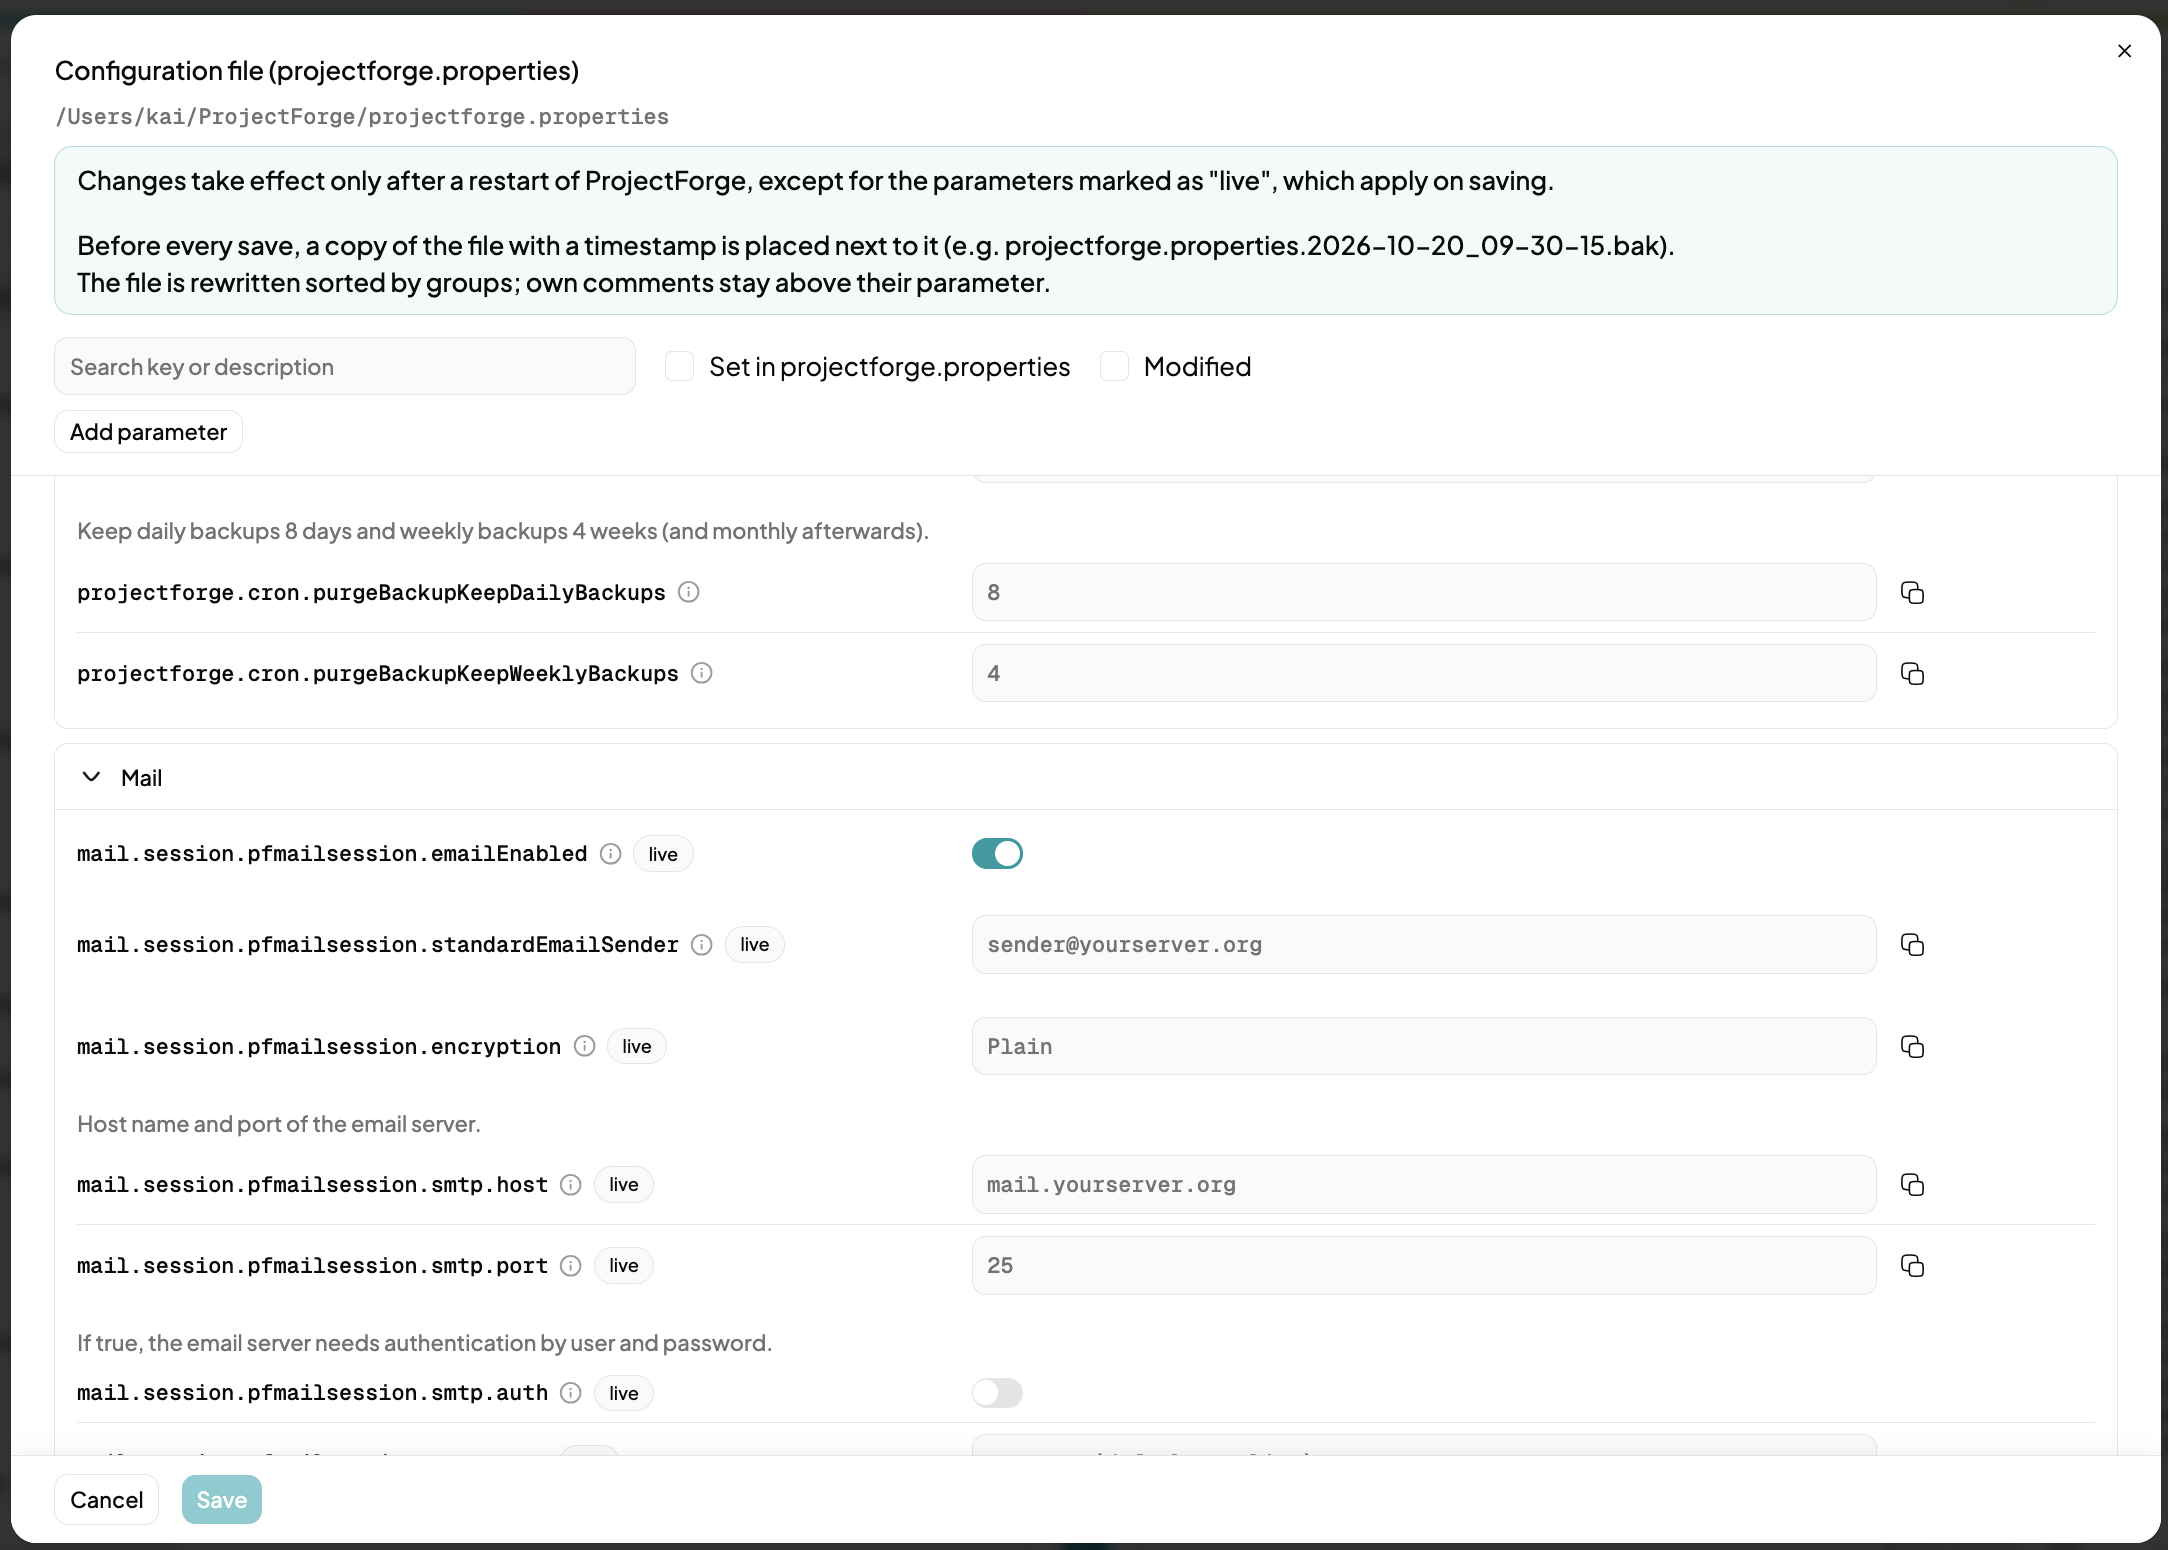 Configuration file (projectforge.properties)
/Users/kai/ProjectForge/projectforge.properties
Changes take effect only after a restart of ProjectForge, except for the parameters marked as "live", which apply on saving.
Before every save, a copy of the file with a timestamp is placed next to it (e.g. projectforge.properties.2026-10-20_09-30-15.bak).
The file is rewritten sorted by groups; own comments stay above their parameter.
Search key or description
Set in projectforge.properties
Modified
Add parameter
Keep daily backups 8 days and weekly backups 4 weeks (and monthly afterwards).
projectforge.cron.purgeBackupKeepDailyBackups 8
projectforge.cron.purgeBackupKeepWeeklyBackups 4
Mail
mail.session.pfmailsession.emailEnabled live
mail.session.pfmailsession.standardEmailSender live sender@yourserver.org
mail.session.pfmailsession.encryption live Plain
Host name and port of the email server.
mail.session.pfmailsession.smtp.host live mail.yourserver.org
mail.session.pfmailsession.smtp.port live 25
If true, the email server needs authentication by user and password.
mail.session.pfmailsession.smtp.auth live
Cancel
Save